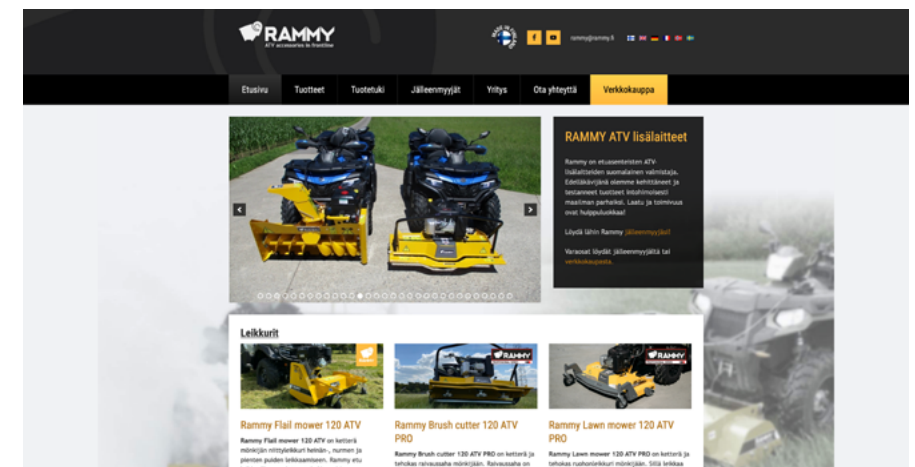 RAMMY
ATV accessories in frontline
MADE IN FINLAND
rammy@rammy.fi
Etusivu
Tuotteet
Tuotetuki
Jälleenmyyjät
Yritys
Ota yhteyttä
Verkkokauppa
RAMMY ATV lisälaitteet
Rammy on etuasenteisten ATV-
lisälaitteiden suomalainen valmistaja.
Edelläkävijänä olemme kehittäneet ja
testanneet tuotteet intohimoisesti
maailman parhaiksi. Laatu ja toimivuus
ovat huippuluokkaa!
Löydä lähin Rammy jälleenmyyjäsi!
Varaosat löydät jälleenmyyjältä tai
verkkokaupasta.
Leikkurit
RAMMY
RAMMY
Rammy Flail mower 120 ATV
Rammy Flail mower 120 ATV on ketterä
mönkijän niittyleikkuri heinän-, nurmen ja
pienten puiden leikkaamiseen. Rammy etu
Rammy Brush cutter 120 ATV
PRO
Rammy Brush cutter 120 ATV PRO on ketterä ja
tehokas raivaussaha mönkijään. Raivaussaha on
Rammy Lawn mower 120 ATV
PRO
Rammy Lawn mower 120 ATV PRO on ketterä ja
tehokas ruohonleikkuri mönkijään. Sillä leikkaa